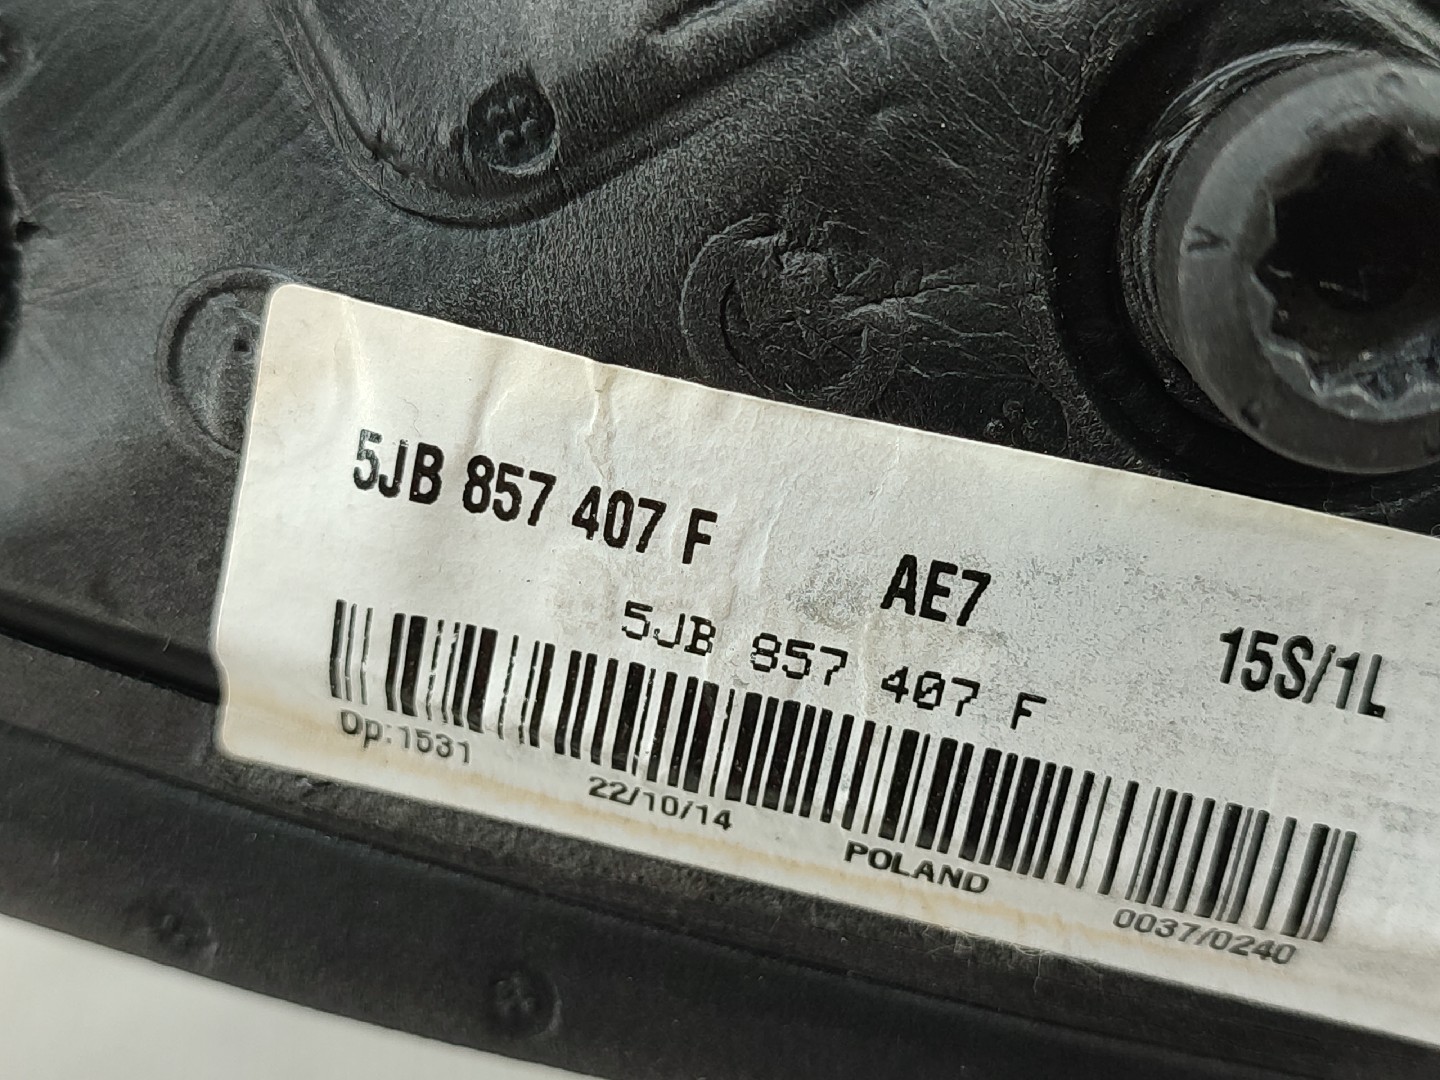 5JB 857 407 F AE7 15S/1L
5JB 857 407 F
Op:1531 22/10/14 POLAND 0037/0240